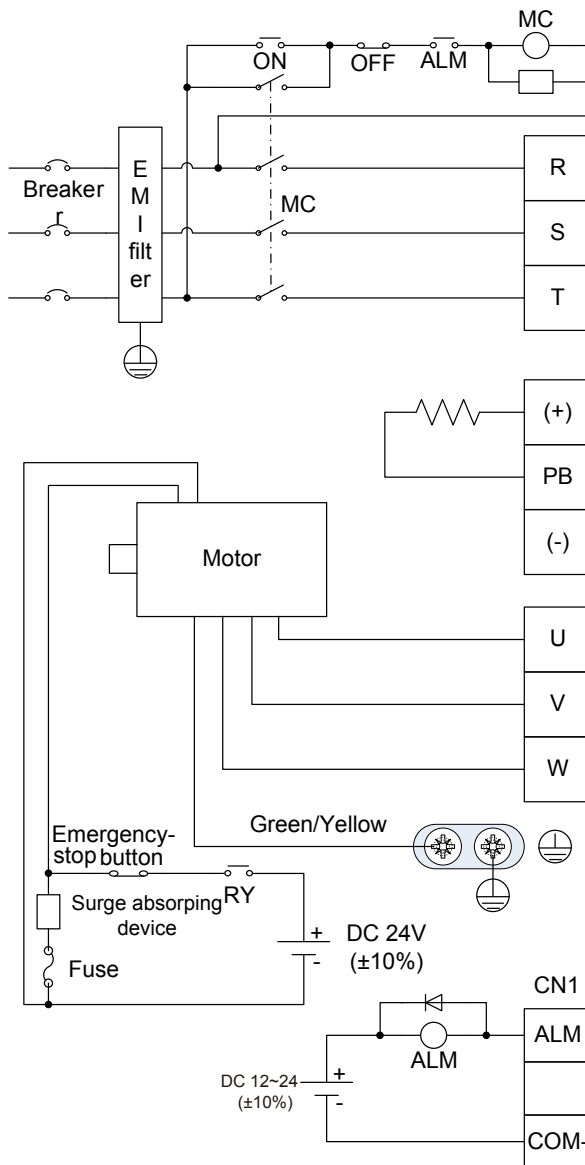 MC
ON
OFF
ALM
Breaker
r
E
M
I
filt
er
MC
R
S
T
(+)
PB
(-)
Motor
U
V
W
Green/Yellow
Emergency-
stop button
RY
Surge absorping
device
Fuse
+
-
DC 24V
(±10%)
CN1
ALM
ALM
DC 12~24
(±10%)
+
-
COM-